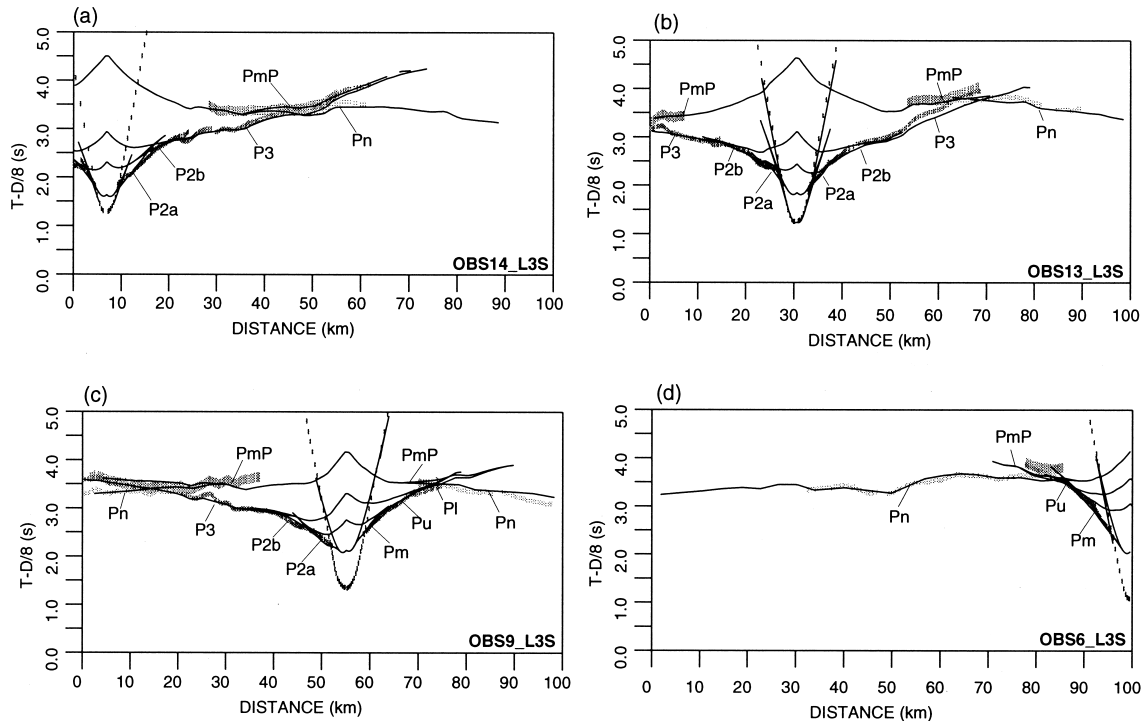 (a)
T-D/8 (s)
5.0
4.0
3.0
2.0
1.0
0.0
PmP
Pn
P3
P2b
P2a
OBS14_L3S
0 10 20 30 40 50 60 70 80 90 100
DISTANCE (km)
(b)
T-D/8 (s)
5.0
4.0
3.0
2.0
1.0
0.0
PmP
PmP
Pn
P3
P3
P2b
P2b
P2a
P2a
OBS13_L3S
0 10 20 30 40 50 60 70 80 90 100
DISTANCE (km)
(c)
T-D/8 (s)
5.0
4.0
3.0
2.0
1.0
0.0
PmP
PmP
Pn
P3
P2b
P2a
Pm
Pu
Pl
Pn
OBS9_L3S
0 10 20 30 40 50 60 70 80 90 100
DISTANCE (km)
(d)
T-D/8 (s)
5.0
4.0
3.0
2.0
1.0
0.0
PmP
Pn
Pu
Pm
OBS6_L3S
0 10 20 30 40 50 60 70 80 90 100
DISTANCE (km)